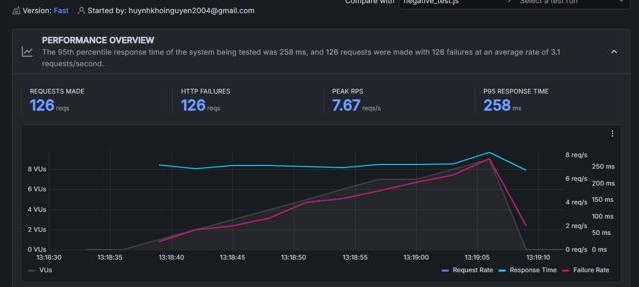 Version: Fast Started by: huynhkhoinguyen2004@gmail.com
Compare with negative_test.js Select a test run
PERFORMANCE OVERVIEW
The 95th percentile response time of the system being tested was 258 ms, and 126 requests were made with 126 failures at an average rate of 3.1
requests/second.
REQUESTS MADE HTTP FAILURES PEAK RPS P95 RESPONSE TIME
126 reqs 126 reqs 7.67 reqs/s 258 ms
8 req/s
8 VUs 250 ms
6 VUs 6 req/s 200 ms
150 ms
4 VUs 4 req/s
100 ms
2 VUs 2 req/s 50 ms
0 VUs 0 req/s 0 ms
13:18:30 13:18:35 13:18:40 13:18:45 13:18:50 13:18:55 13:19:00 13:19:05 13:19:10
VUs Request Rate Response Time Failure Rate